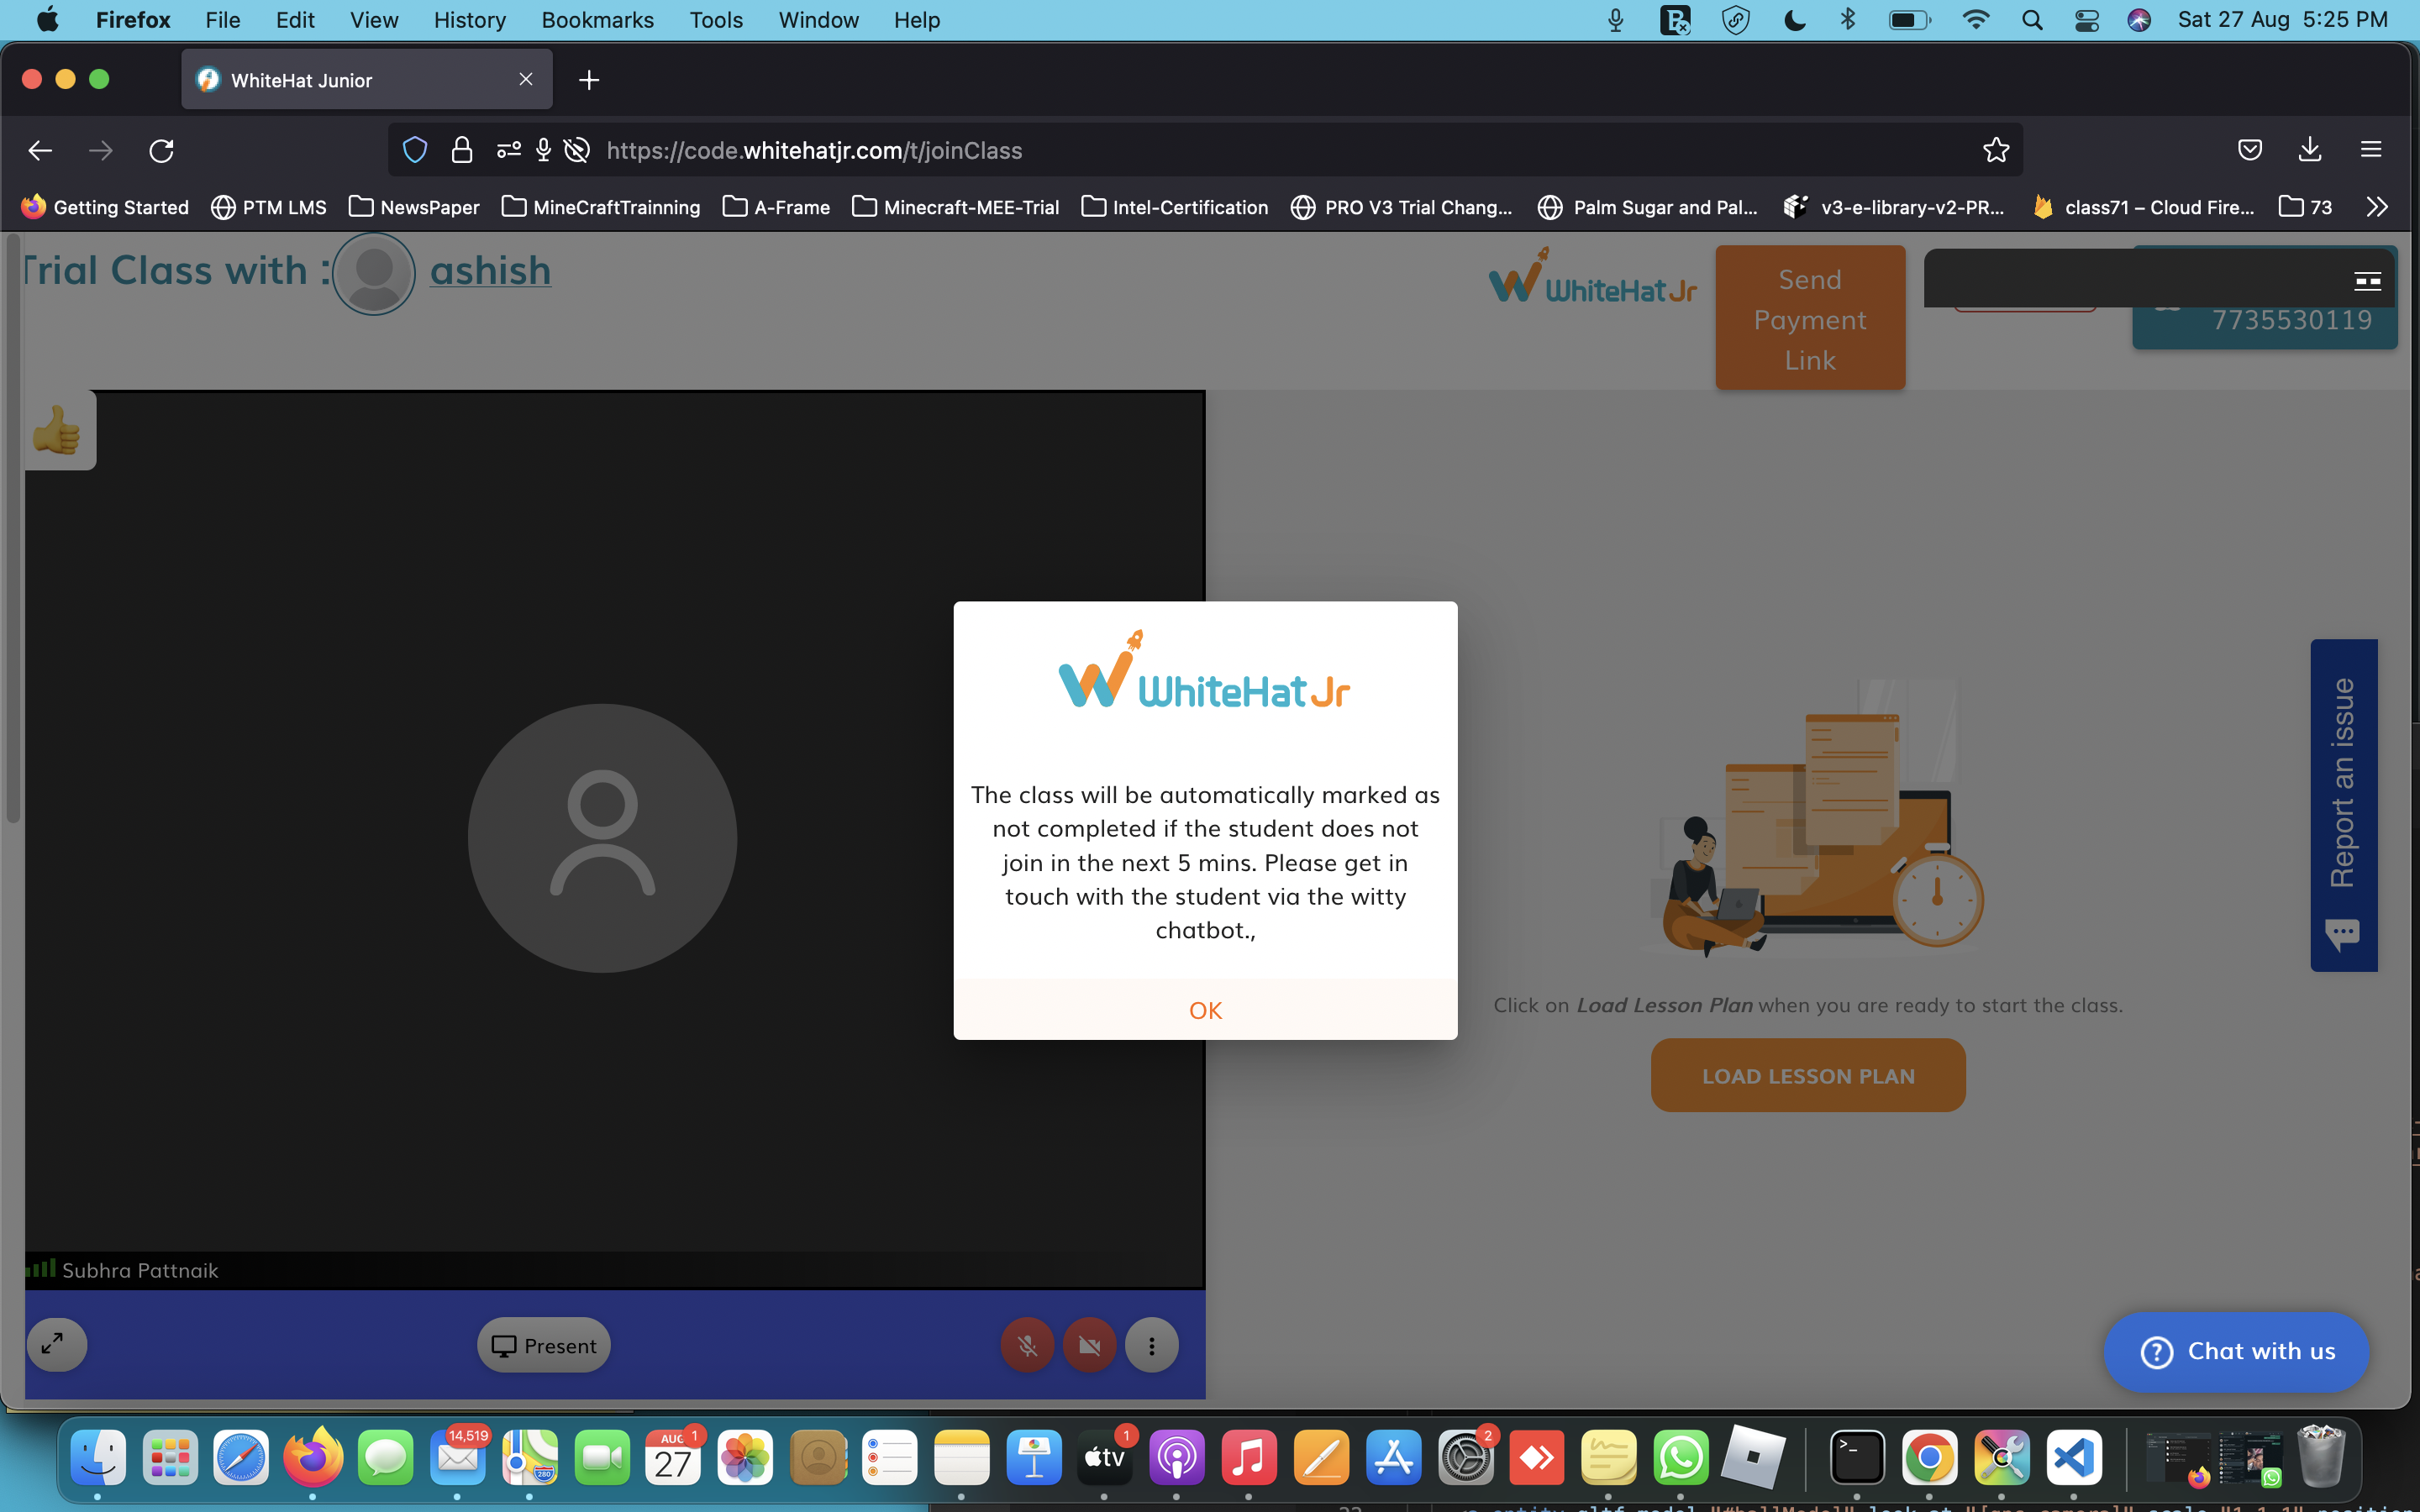 Firefox File Edit View History Bookmarks Tools Window Help Sat 27 Aug 5:25 PM
WhiteHat Junior
https://code.whitehatjr.com/t/joinClass
Getting Started PTM LMS NewsPaper MineCraftTrainning A-Frame Minecraft-MEE-Trial Intel-Certification PRO V3 Trial Chang... Palm Sugar and Pal... v3-e-library-v2-PR... class71 – Cloud Fire... 73
Trial Class with : ashish
WhiteHat Jr
Send
Payment
Link
7735530119
WhiteHat Jr
The class will be automatically marked as
not completed if the student does not
join in the next 5 mins. Please get in
touch with the student via the witty
chatbot.,
OK
Report an issue
Click on Load Lesson Plan when you are ready to start the class.
LOAD LESSON PLAN
Subhra Pattnaik
Present
Chat with us
14,519
280
AUG 1
27
tv 1
2